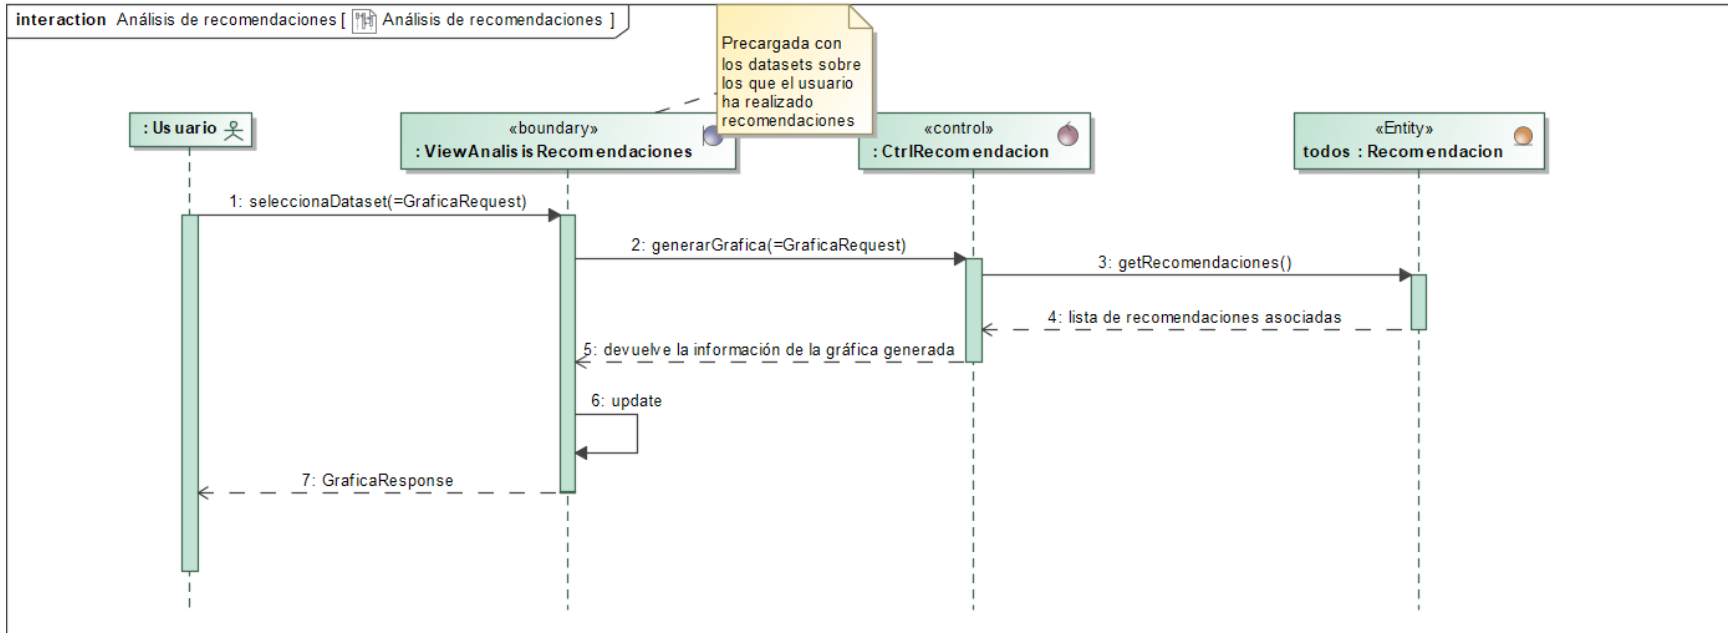 interaction Análisis de recomendaciones [ Análisis de recomendaciones ]
Precargada con
los datasets sobre
los que el usuario
ha realizado
recomendaciones
: Usuario
«boundary»
: ViewAnalisisRecomendaciones
«control»
: CtrlRecomendacion
«Entity»
todos : Recomendacion
1: seleccionaDataset(=GraficaRequest)
2: generarGrafica(=GraficaRequest)
3: getRecomendaciones()
4: lista de recomendaciones asociadas
5: devuelve la información de la gráfica generada
6: update
7: GraficaResponse